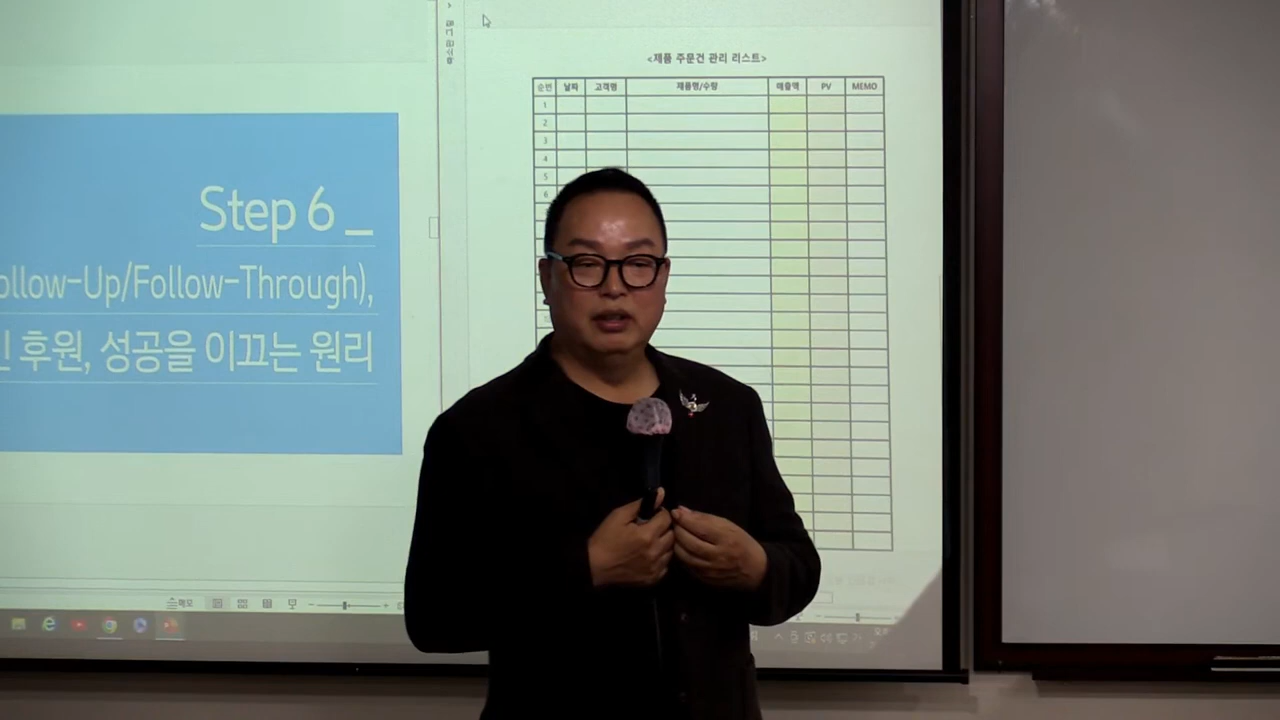 Step 6 _
ollow-Up/Follow-Through),
후원, 성공을 이끄는 원리
메모
<제품 주문건 관리 리스트>
순번 날짜 고객명 제품명/수량 매출액 PV MEMO
1
2
3
4
5
6